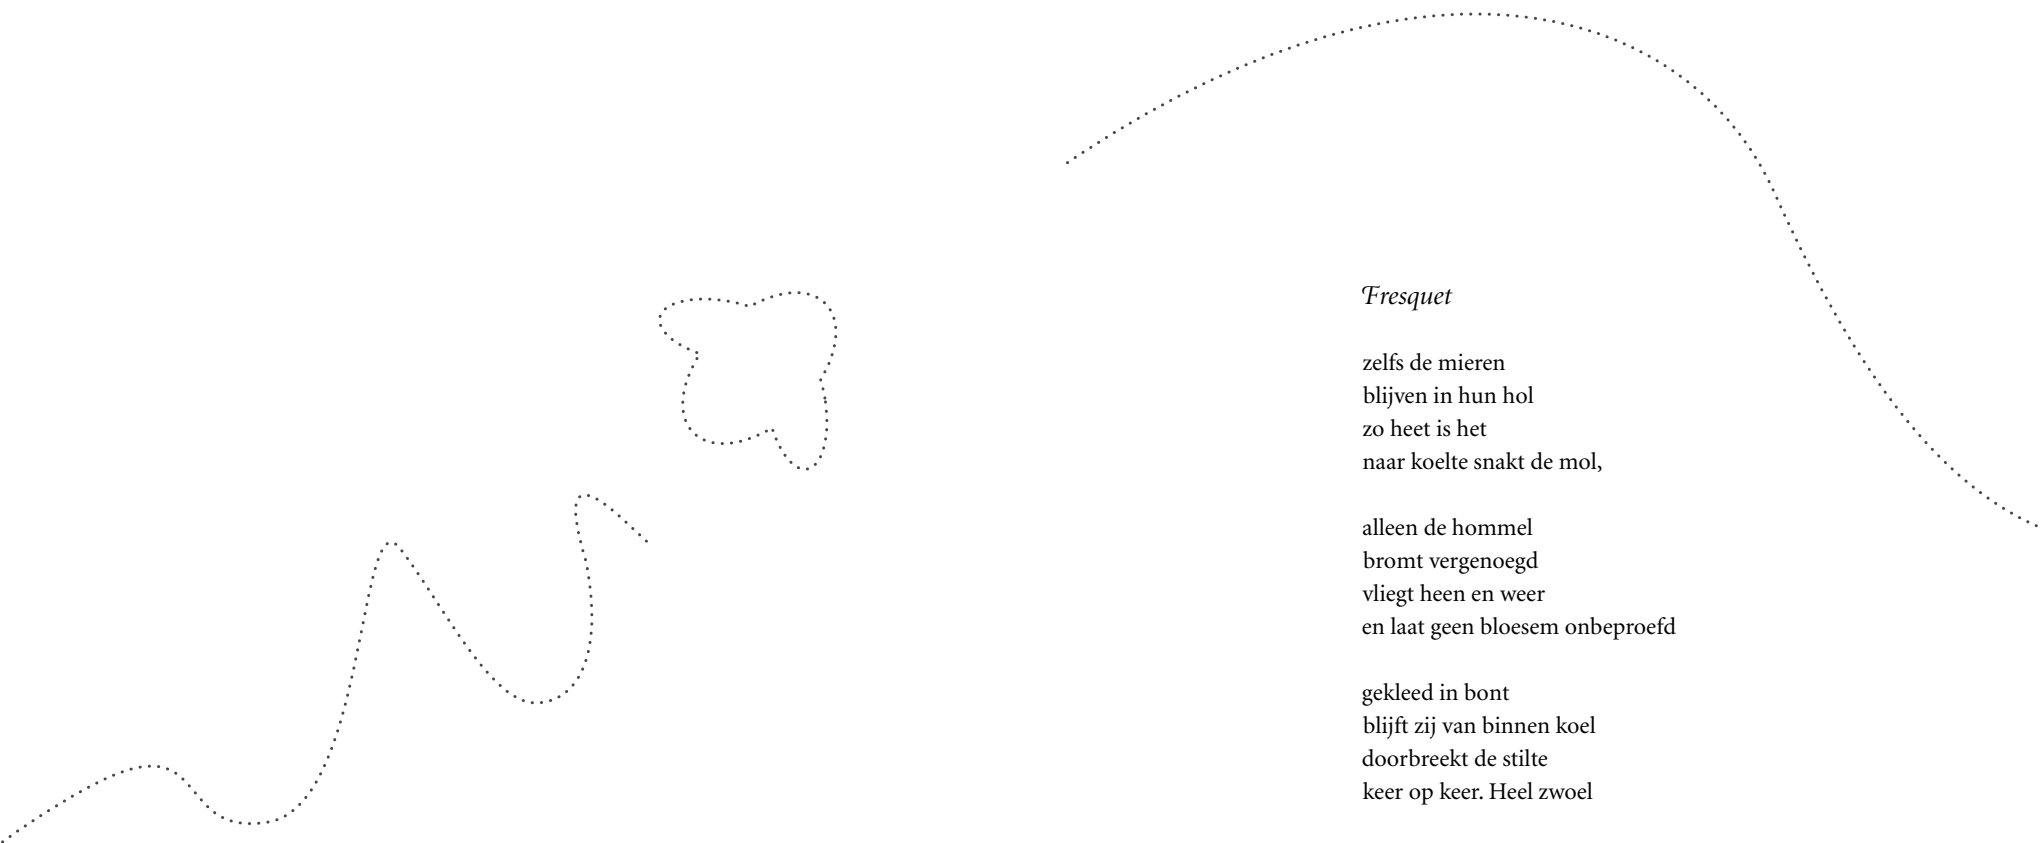 Fresquet
zelfs de mieren
blijven in hun hol
zo heet is het
naar koelte snakt de mol,
alleen de hommel
bromt vergenoegd
vliegt heen en weer
en laat geen bloesem onbeproefd
gekleed in bont
blijft zij van binnen koel
doorbreekt de stilte
keer op keer. Heel zwoel